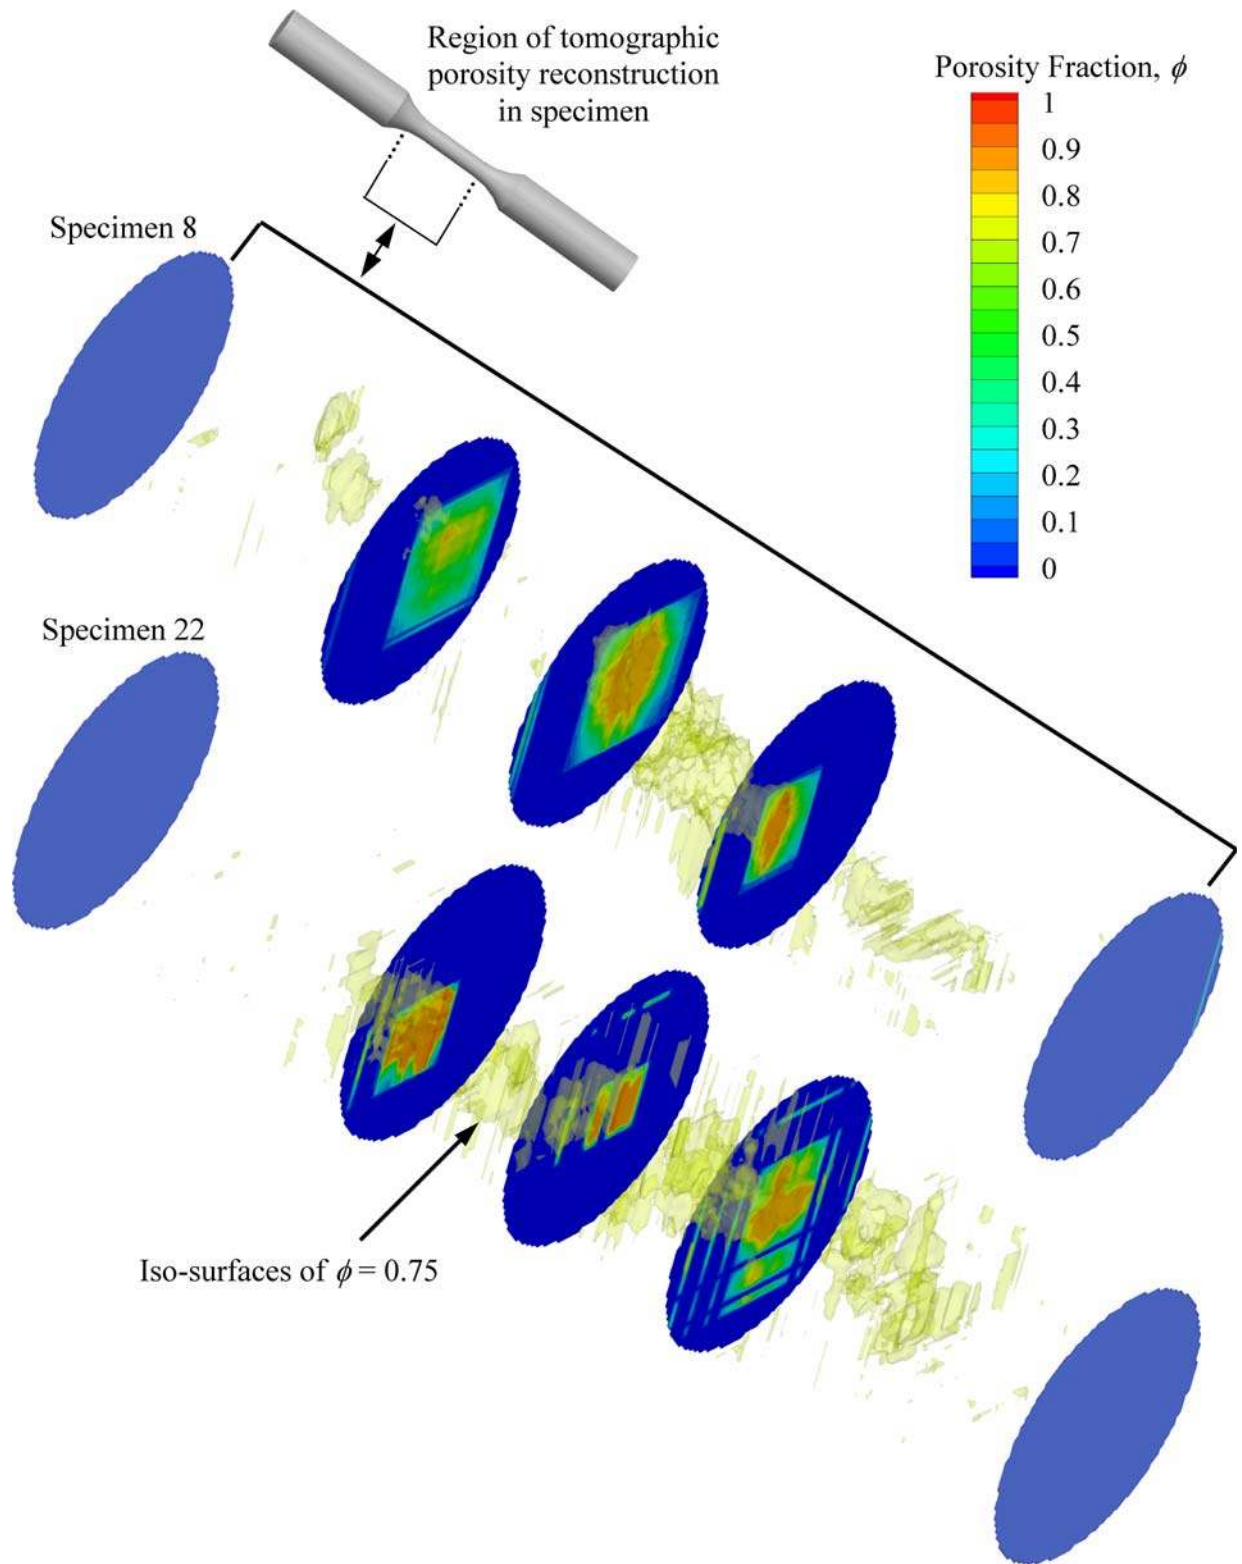 Region of tomographic
porosity reconstruction
in specimen
Porosity Fraction, ϕ
1
0.9
0.8
0.7
0.6
0.5
0.4
0.3
0.2
0.1
0
Specimen 8
Specimen 22
Iso-surfaces of ϕ = 0.75